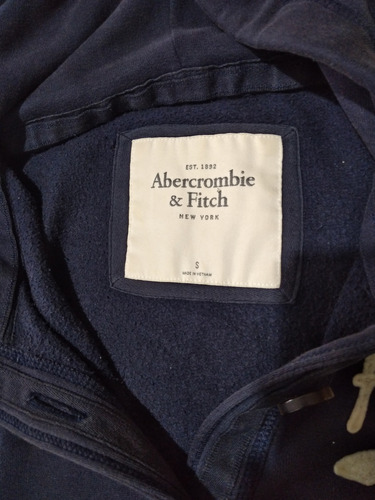 EST. 1892
Abercrombie
& Fitch
NEW YORK
S
MADE IN VIETNAM